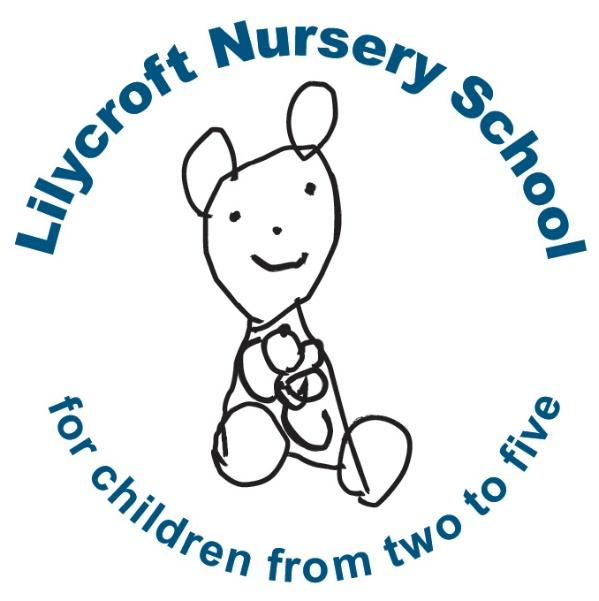 Lilycroft Nursery School
for children from two to five